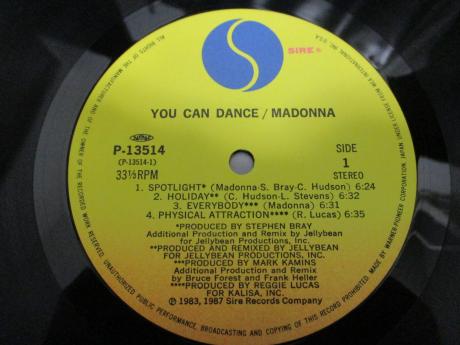 SIRE®
YOU CAN DANCE / MADONNA
P-13514
(P-13514-1)
33⅓RPM
SIDE
1
STEREO
1. SPOTLIGHT* (Madonna-S. Bray-C. Hudson) 6:24
2. HOLIDAY** (C. Hudson-L. Stevens) 6:32
3. EVERYBODY*** (Madonna) 6:31
4. PHYSICAL ATTRACTION**** (R. Lucas) 6:35
*PRODUCED BY STEPHEN BRAY
Additional Production and Remix by Jellybean
for Jellybean Productions, Inc.
**PRODUCED AND REMIXED BY JELLYBEAN
FOR JELLYBEAN PRODUCTIONS, INC.
***PRODUCED BY MARK KAMINS
Additional Production and Remix
by Bruce Forest and Frank Heller
****PRODUCED BY REGGIE LUCAS
FOR KALISA, INC.
℗ 1983, 1987 Sire Records Company
ALL RIGHTS OF THE MANUFACTURER AND OF THE OWNER OF THE RECORDED WORK RESERVED. UNAUTHORIZED PUBLIC PERFORMANCE, BROADCASTING AND COPYING OF THIS RECORD PROHIBITED. MADE BY WARNER-PIONEER CORPORATION, JAPAN UNDER LICENSE FROM WEA INTERNATIONAL INC. U.S.A.